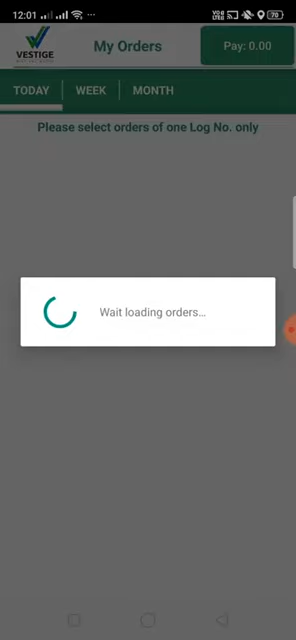 12:01
70
VESTIGE
My Orders
Pay: 0.00
TODAY
WEEK
MONTH
Please select orders of one Log No. only
Wait loading orders...